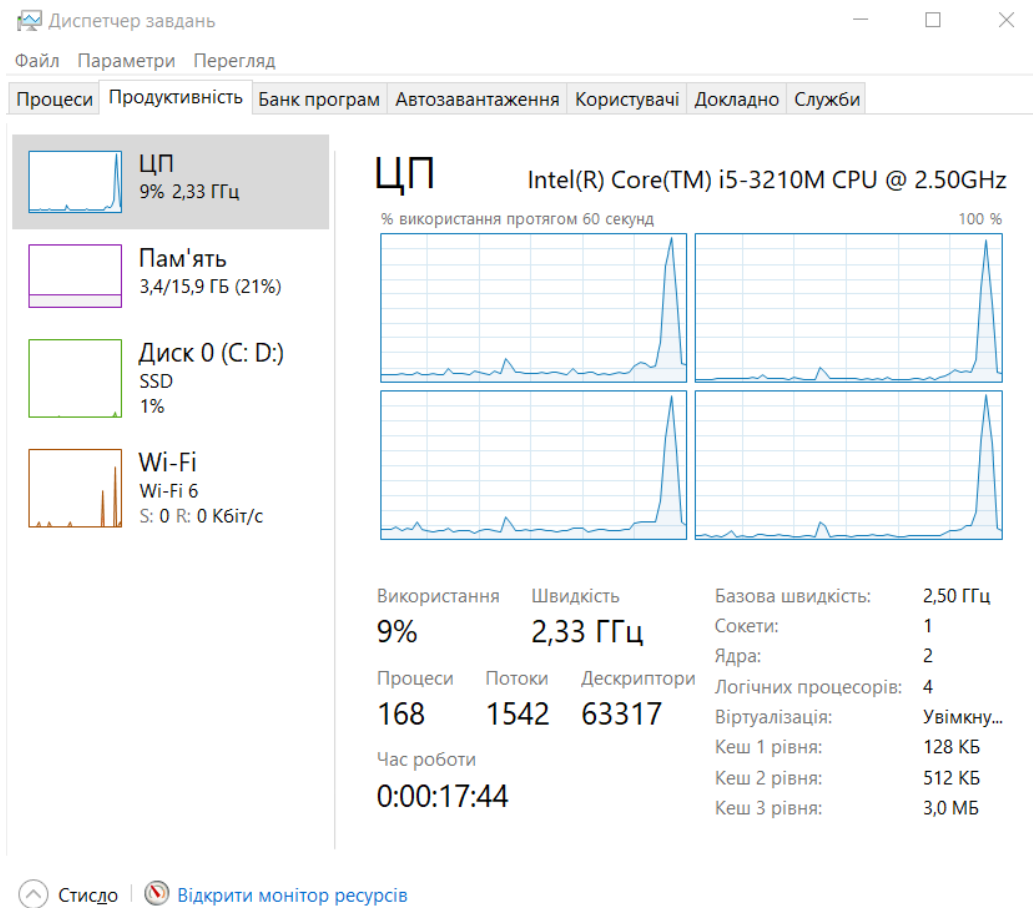 Диспетчер завдань
Файл Параметри Перегляд
Процеси Продуктивність Банк програм Автозавантаження Користувачі Докладно Служби
ЦП
9% 2,33 ГГц
Пам'ять
3,4/15,9 ГБ (21%)
Диск 0 (C: D:)
SSD
1%
Wi-Fi
Wi-Fi 6
S: 0 R: 0 Кбіт/с
ЦП Intel(R) Core(TM) i5-3210M CPU @ 2.50GHz
% використання протягом 60 секунд 100 %
Використання Швидкість
9% 2,33 ГГц
Процеси Потоки Дескриптори
168 1542 63317
Час роботи
0:00:17:44
Базова швидкість: 2,50 ГГц
Сокети: 1
Ядра: 2
Логічних процесорів: 4
Віртуалізація: Увімкну...
Кеш 1 рівня: 128 КБ
Кеш 2 рівня: 512 КБ
Кеш 3 рівня: 3,0 МБ
Стисло Відкрити монітор ресурсів